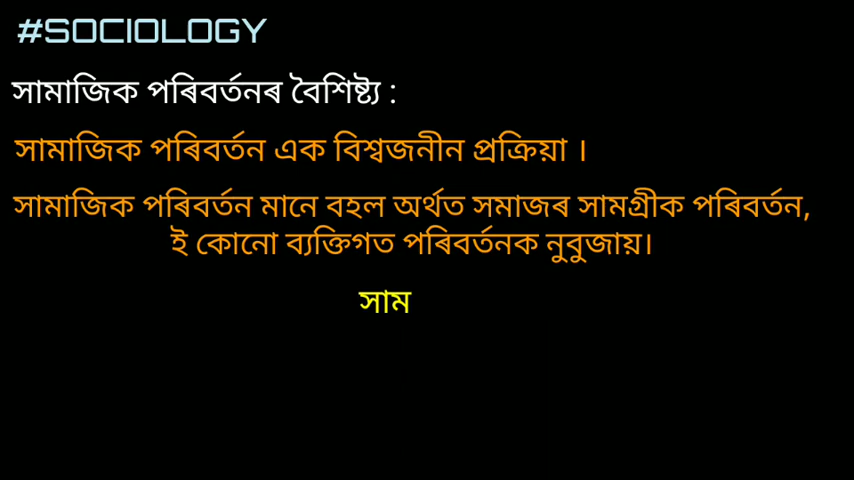 #SOCIOLOGY
সামাজিক পৰিবৰ্তনৰ বৈশিষ্ট্য :
সামাজিক পৰিবৰ্তন এক বিশ্বজনীন প্ৰক্ৰিয়া ।
সামাজিক পৰিবৰ্তন মানে বহল অৰ্থত সমাজৰ সামগ্ৰীক পৰিবৰ্তন,
ই কোনো ব্যক্তিগত পৰিবৰ্তনক নুবুজায়।
সাম